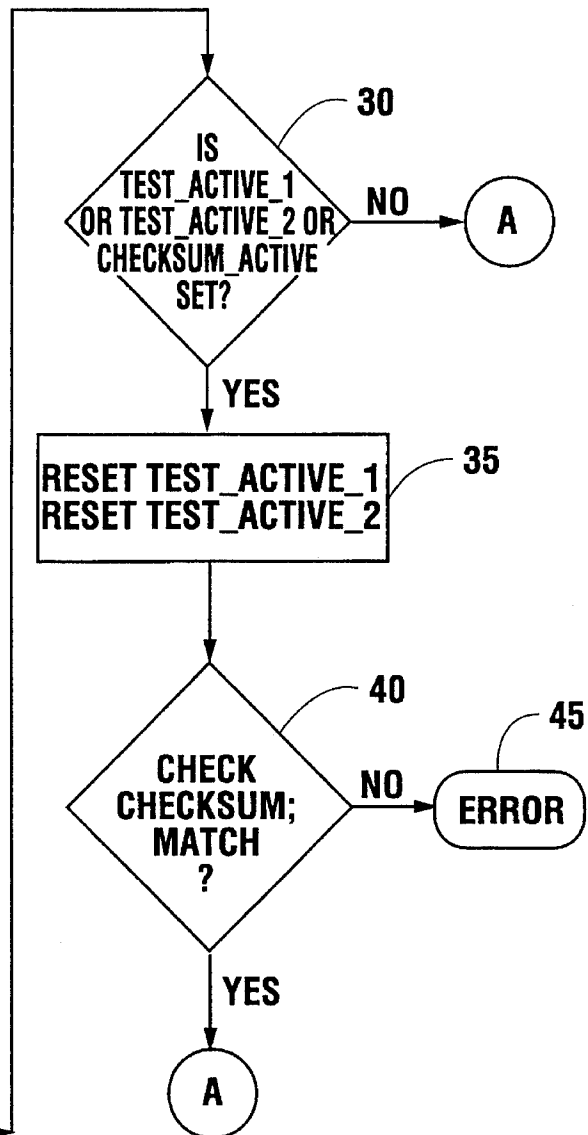 30
IS
TEST_ACTIVE_1
OR TEST_ACTIVE_2 OR
CHECKSUM_ACTIVE
SET?
NO
A
YES
35
RESET TEST_ACTIVE_1
RESET TEST_ACTIVE_2
40
CHECK
CHECKSUM;
MATCH
?
NO
45
ERROR
YES
A